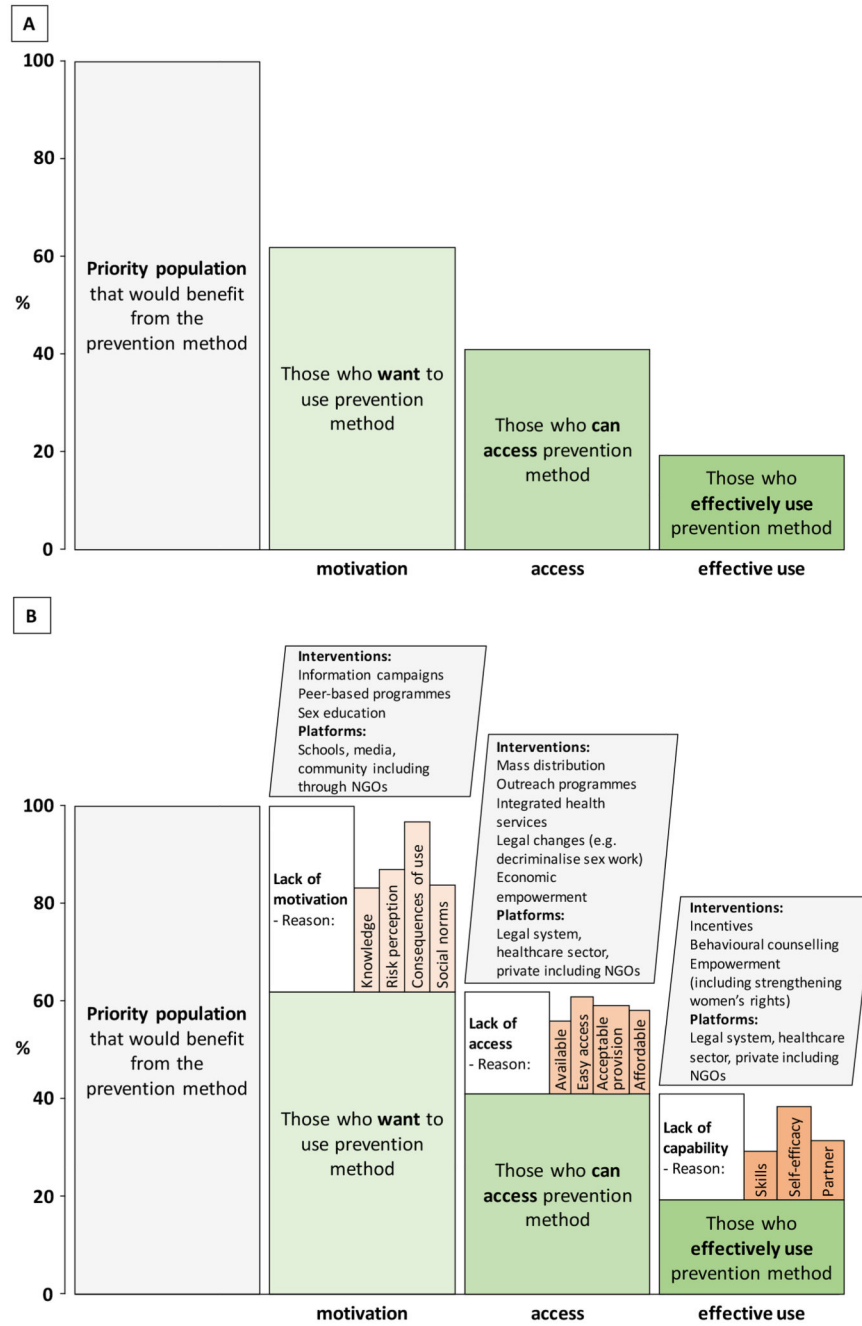 A
100
80
60
%
40
20
0
Priority population
that would benefit
from the
prevention method
Those who want to
use prevention
method
Those who can
access prevention
method
Those who
effectively use
prevention method
motivation
access
effective use
B
Interventions:
Information campaigns
Peer-based programmes
Sex education
Platforms:
Schools, media,
community including
through NGOs
Interventions:
Mass distribution
Outreach programmes
Integrated health
services
Legal changes (e.g.
decriminalise sex work)
Economic
empowerment
Platforms:
Legal system,
healthcare sector,
private including NGOs
Interventions:
Incentives
Behavioural counselling
Empowerment
(including strengthening
women's rights)
Platforms:
Legal system, healthcare
sector, private including
NGOs
100
80
60
%
40
20
0
Priority population
that would benefit
from the
prevention method
Lack of
motivation
- Reason:
Knowledge
Risk perception
Consequences of use
Social norms
Those who want to
use prevention
method
Lack of
access
- Reason:
Available
Easy access
Acceptable
provision
Affordable
Those who can
access prevention
method
Lack of
capability
- Reason:
Skills
Self-efficacy
Partner
Those who
effectively use
prevention method
motivation
access
effective use